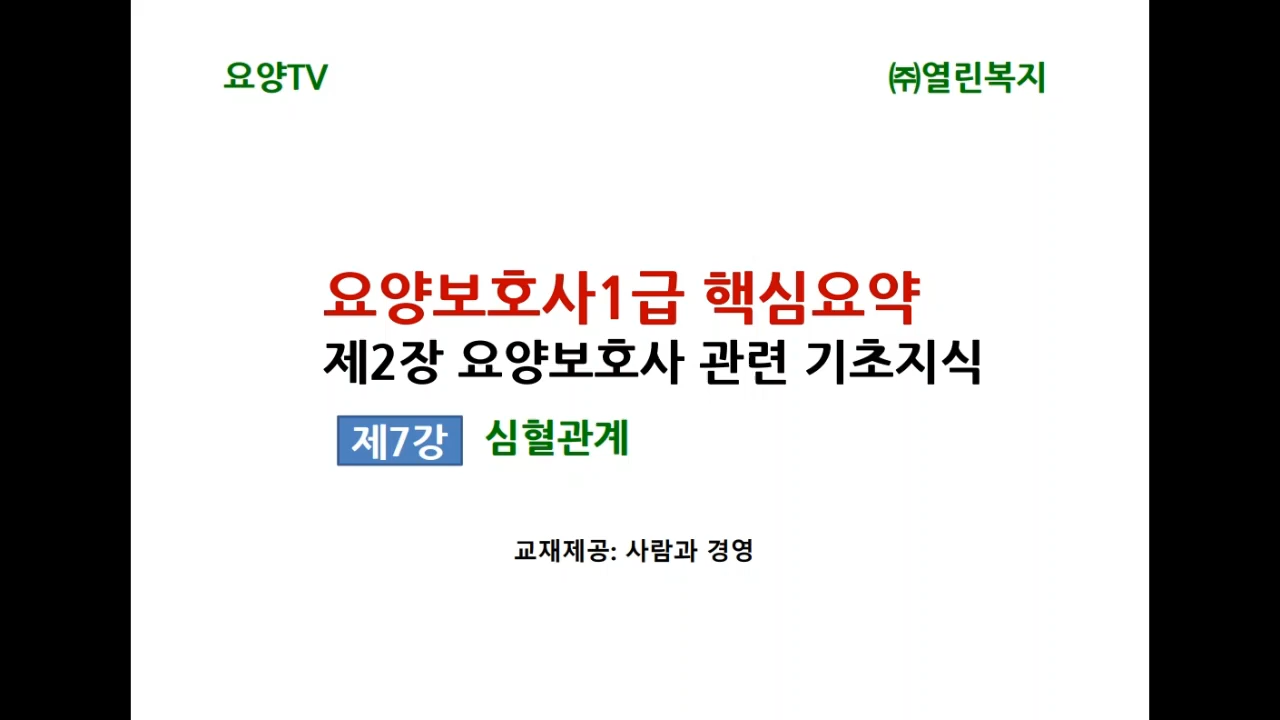 요양TV
㈜열린복지
요양보호사1급 핵심요약
제2장 요양보호사 관련 기초지식
제7강 심혈관계
교재제공: 사람과 경영